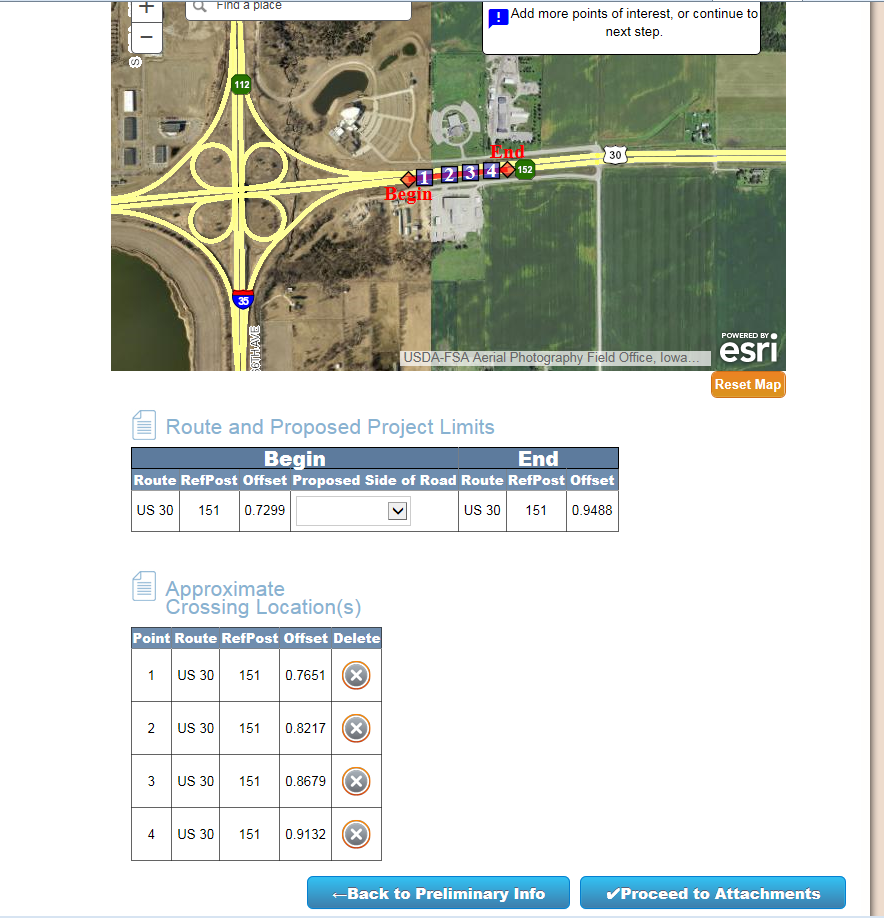 +
Find a place
−
Add more points of interest, or continue to
next step.
S
112
End
30
1
2
3
4
152
Begin
35
USDA-FSA Aerial Photography Field Office, Iowa...
POWERED BY
esri
Reset Map
Route and Proposed Project Limits
Begin End
Route RefPost Offset Proposed Side of Road Route RefPost Offset
US 30 151 0.7299 US 30 151 0.9488
Approximate
Crossing Location(s)
Point Route RefPost Offset Delete
1 US 30 151 0.7651
2 US 30 151 0.8217
3 US 30 151 0.8679
4 US 30 151 0.9132
←Back to Preliminary Info ✔Proceed to Attachments